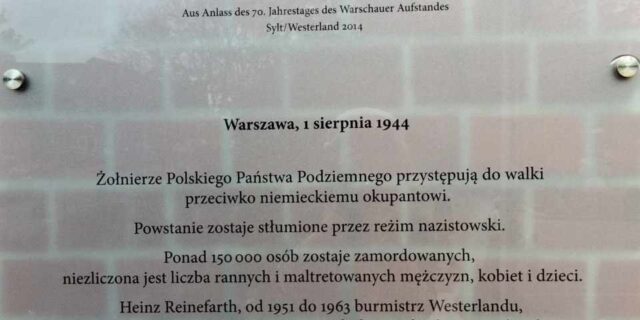 Aus Anlass des 70. Jahrestages des Warschauer Aufstandes
Sylt/Westerland 2014
Warszawa, 1 sierpnia 1944
Żołnierze Polskiego Państwa Podziemnego przystępują do walki
przeciwko niemieckiemu okupantowi.
Powstanie zostaje stłumione przez reżim nazistowski.
Ponad 150 000 osób zostaje zamordowanych,
niezliczona jest liczba rannych i maltretowanych mężczyzn, kobiet i dzieci.
Heinz Reinefarth, od 1951 do 1963 burmistrz Westerlandu,